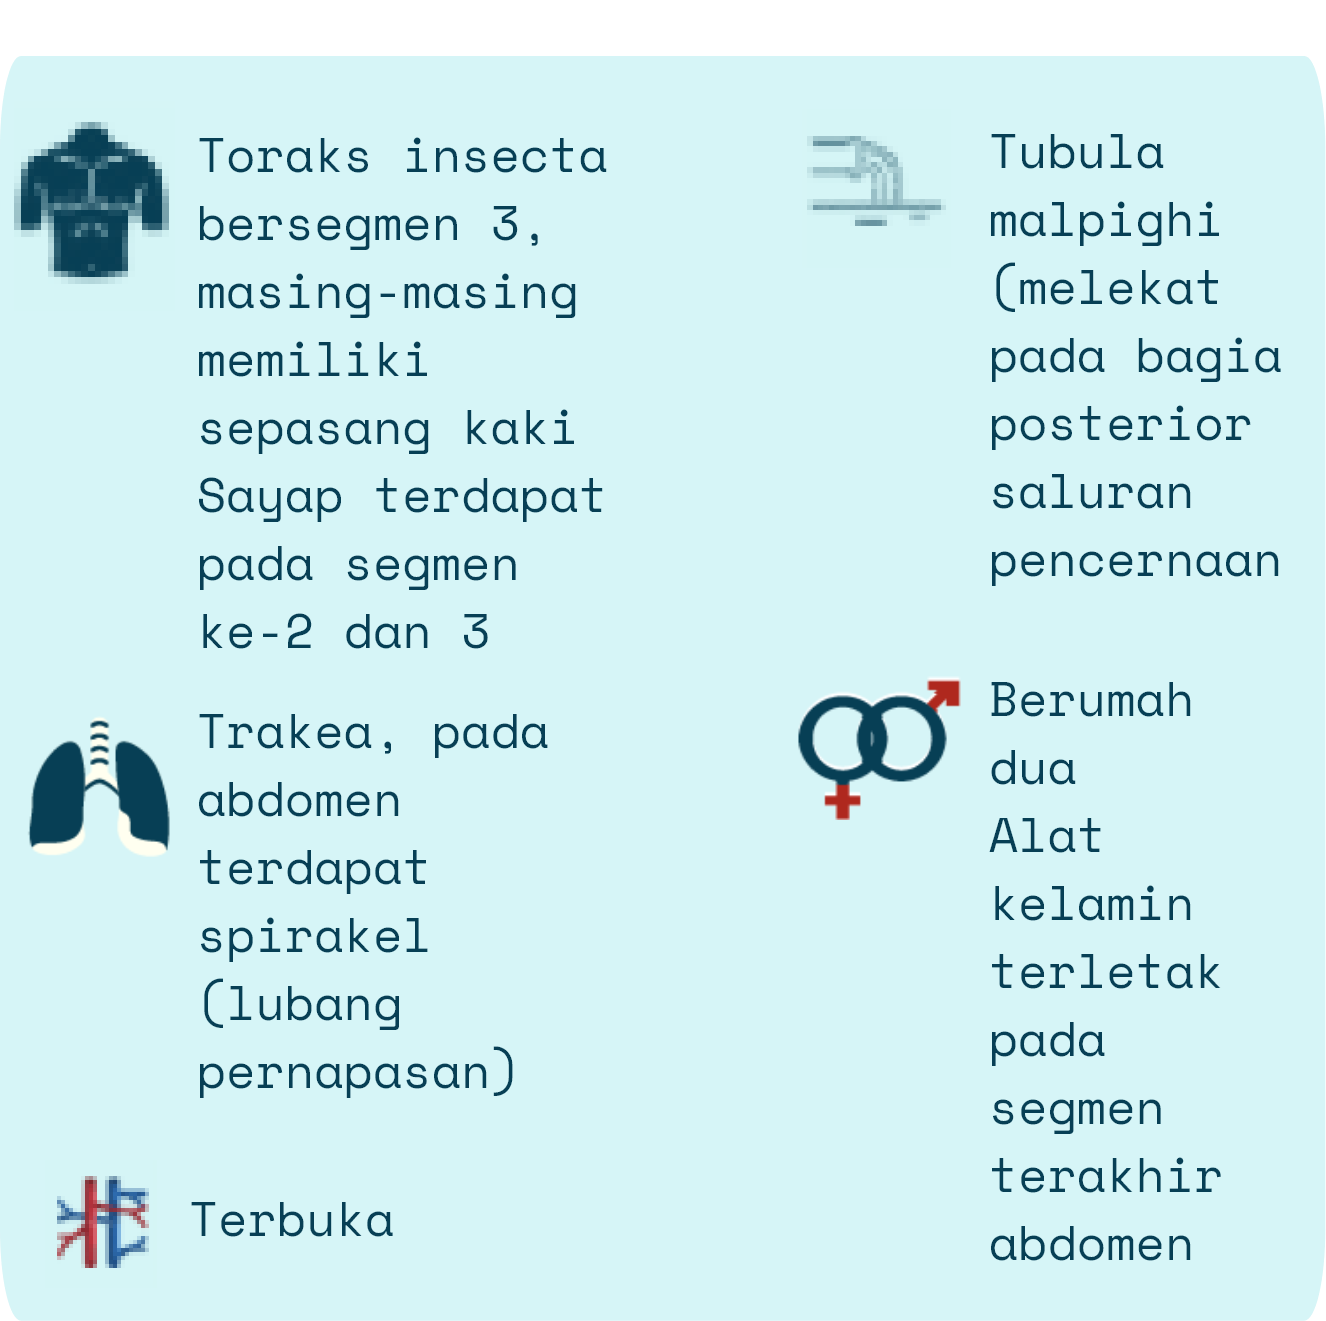 Toraks insecta
bersegmen 3,
masing-masing
memiliki
sepasang kaki
Sayap terdapat
pada segmen
ke-2 dan 3
Trakea, pada
abdomen
terdapat
spirakel
(lubang
pernapasan)
Terbuka
Tubula
malpighi
(melekat
pada bagia
posterior
saluran
pencernaan
Berumah
dua
Alat
kelamin
terletak
pada
segmen
terakhir
abdomen